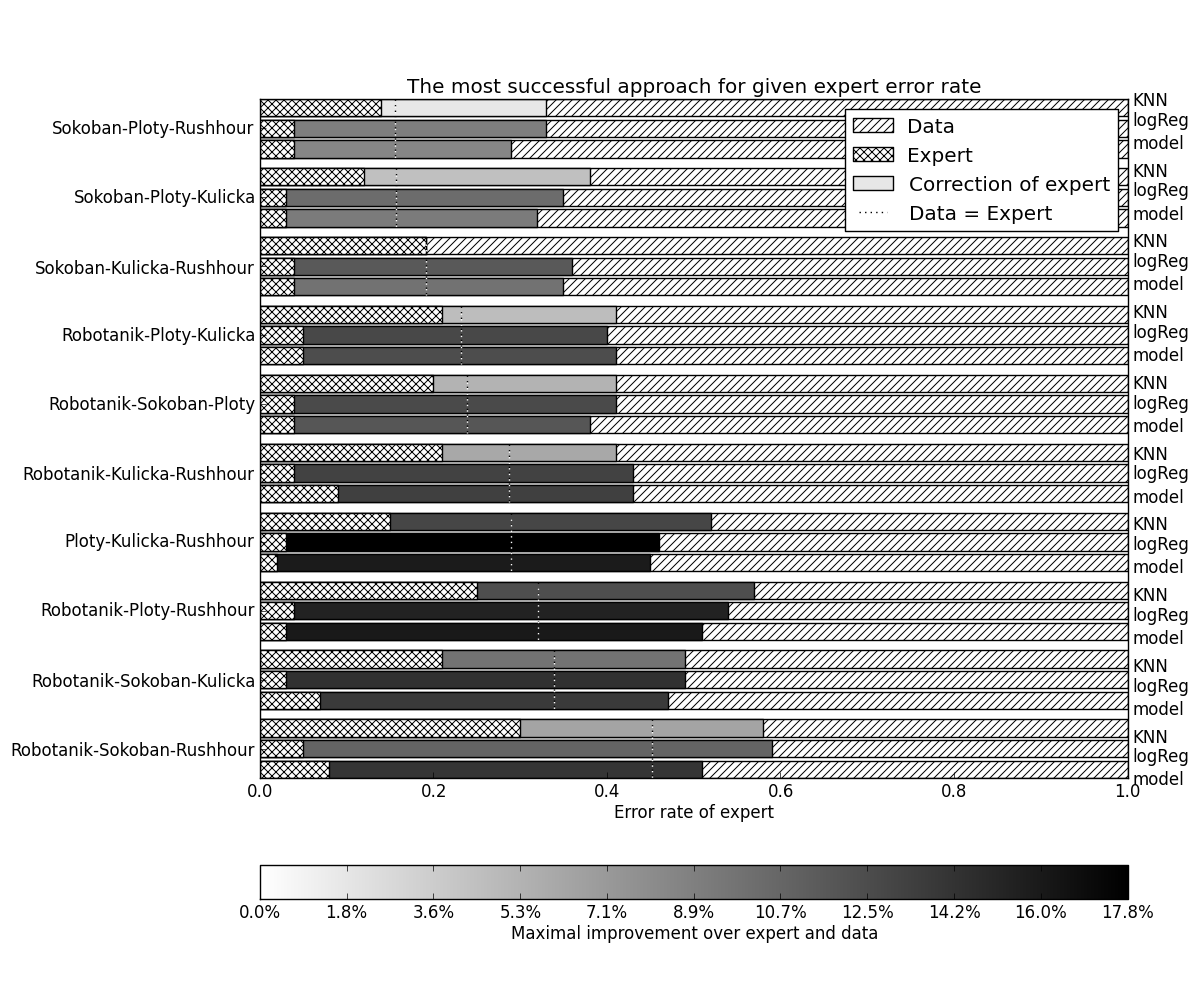 The most successful approach for given expert error rate
KNN
Sokoban-Ploty-Rushhour
logReg
model
Data
Expert
Correction of expert
Data = Expert
KNN
Sokoban-Ploty-Kulicka
logReg
model
KNN
Sokoban-Kulicka-Rushhour
logReg
model
KNN
Robotanik-Ploty-Kulicka
logReg
model
KNN
Robotanik-Sokoban-Ploty
logReg
model
KNN
Robotanik-Kulicka-Rushhour
logReg
model
KNN
Ploty-Kulicka-Rushhour
logReg
model
KNN
Robotanik-Ploty-Rushhour
logReg
model
KNN
Robotanik-Sokoban-Kulicka
logReg
model
KNN
Robotanik-Sokoban-Rushhour
logReg
model
0.0 0.2 0.4 0.6 0.8 1.0
Error rate of expert
0.0% 1.8% 3.6% 5.3% 7.1% 8.9% 10.7% 12.5% 14.2% 16.0% 17.8%
Maximal improvement over expert and data